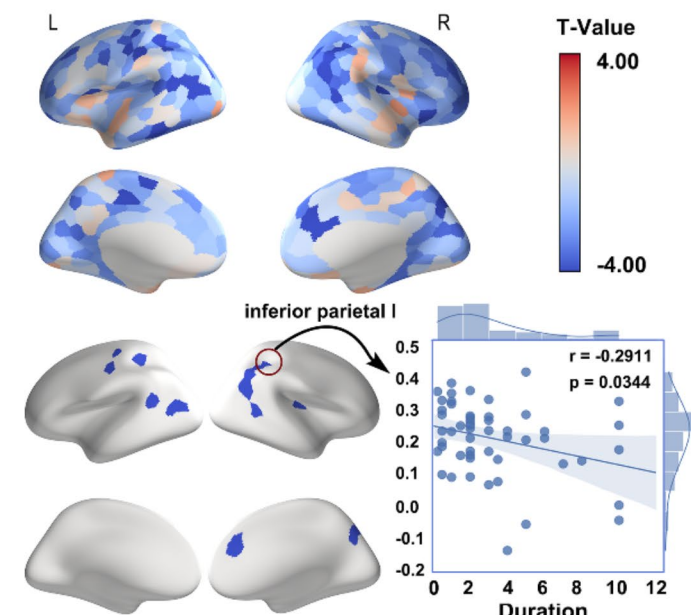 L
R
T-Value
4.00
-4.00
inferior parietal l
r = -0.2911
p = 0.0344
0.5
0.4
0.3
0.2
0.1
0.0
-0.1
-0.2
0 2 4 6 8 10 12
Duration